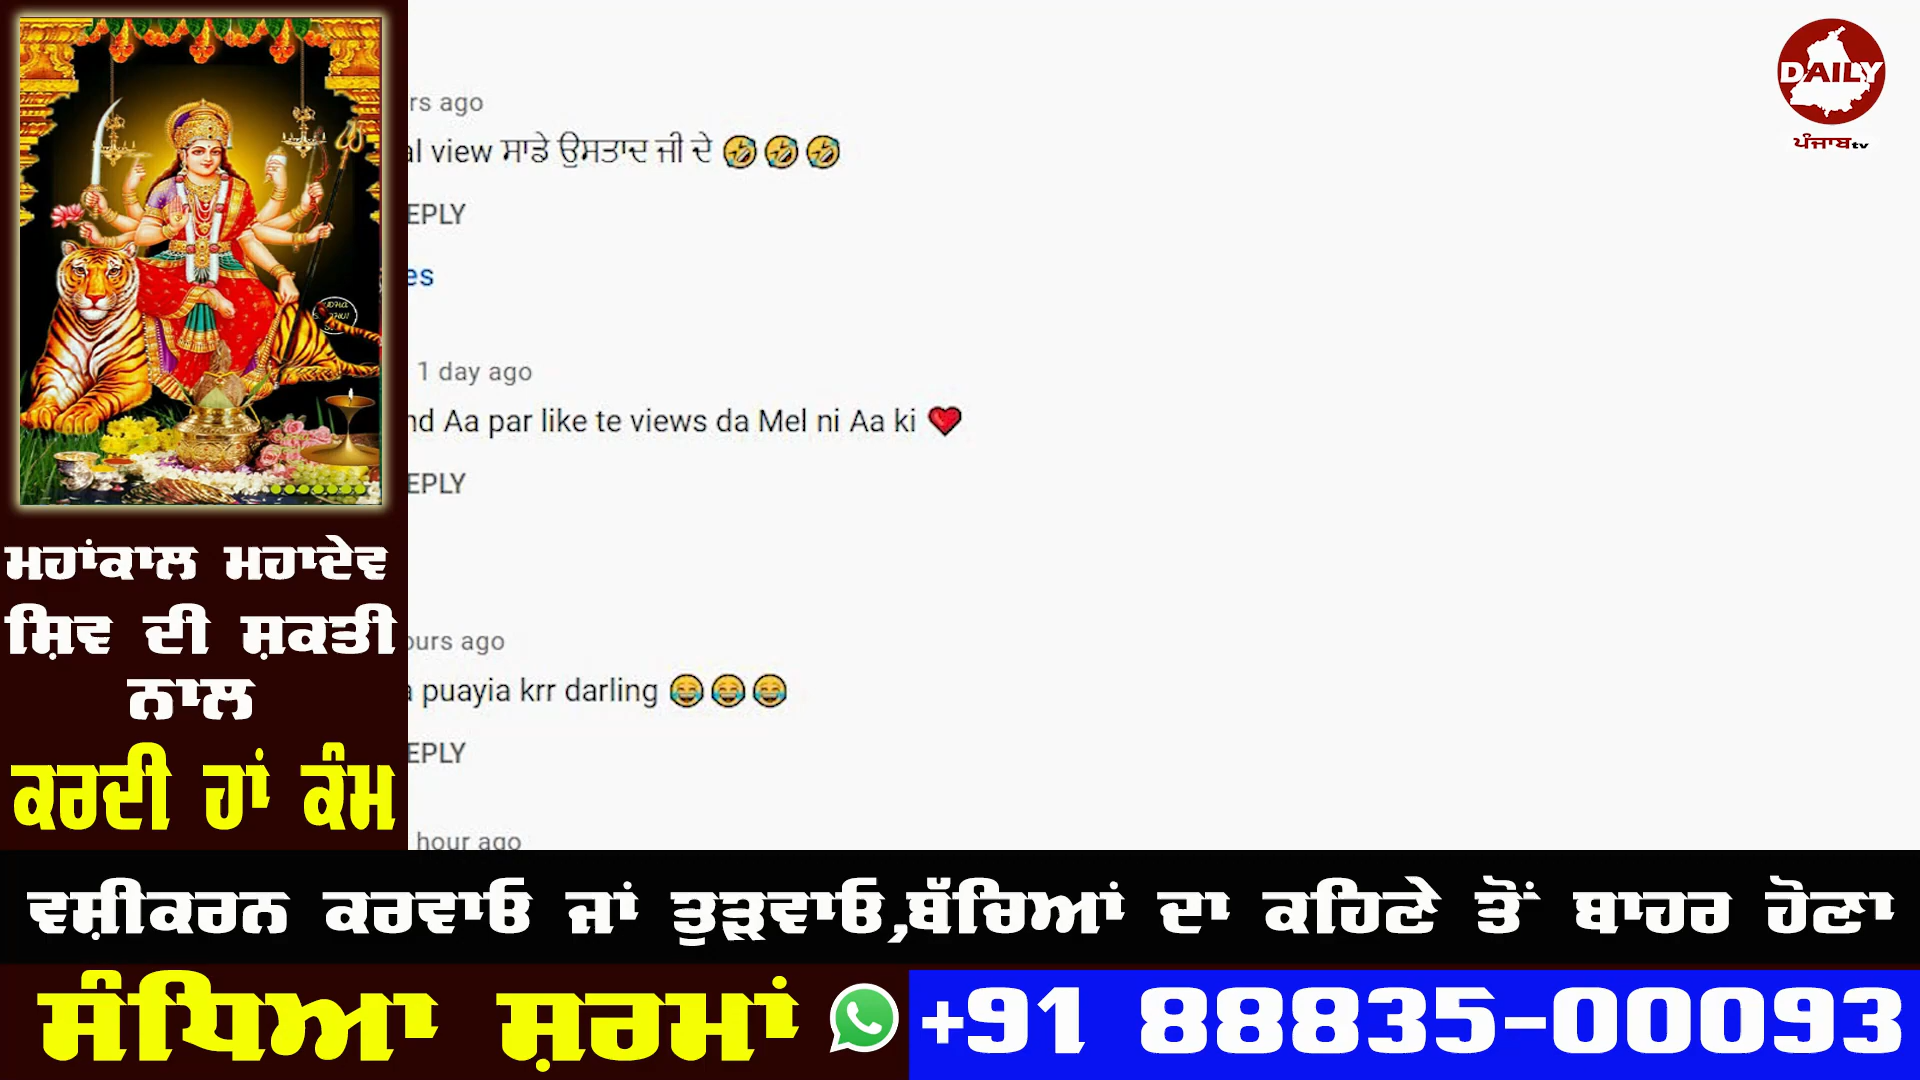 DAILY
ਪੰਜਾਬ tv
rs ago
al view ਸਾਡੇ ਉਸਤਾਦ ਜੀ ਦੇ 🤣🤣🤣
EPLY
es
1 day ago
nd Aa par like te views da Mel ni Aa ki ❤️
EPLY
ours ago
a puayia krr darling 😂😂😂
EPLY
hour ago
ਮਹਾਂਕਾਲ ਮਹਾਦੇਵ
ਸ਼ਿਵ ਦੀ ਸ਼ਕਤੀ
ਨਾਲ
ਕਰਦੀ ਹਾਂ ਕੰਮ
ਵਸ਼ੀਕਰਨ ਕਰਵਾਓ ਜਾਂ ਤੁੜਵਾਓ,ਬੱਚਿਆਂ ਦਾ ਕਹਿਣੇ ਤੋਂ ਬਾਹਰ ਹੋਣਾ
ਸੰਧਿਆ ਸ਼ਰਮਾਂ +91 88835-00093